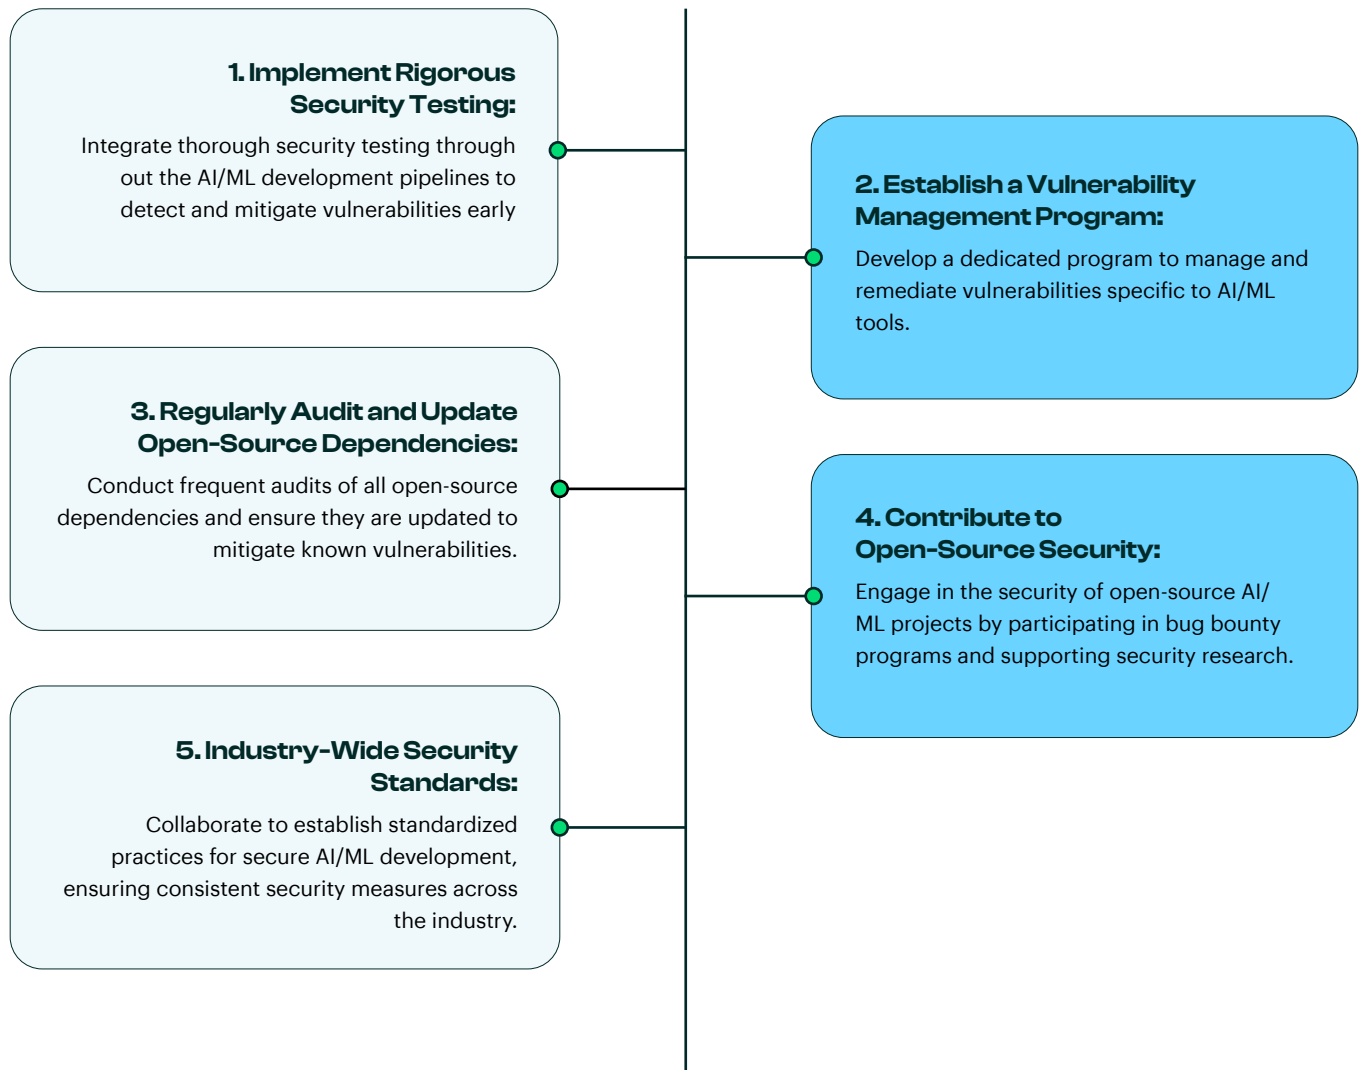 1. Implement Rigorous
Security Testing:
Integrate thorough security testing through
out the AI/ML development pipelines to
detect and mitigate vulnerabilities early
2. Establish a Vulnerability
Management Program:
Develop a dedicated program to manage and
remediate vulnerabilities specific to AI/ML
tools.
3. Regularly Audit and Update
Open-Source Dependencies:
Conduct frequent audits of all open-source
dependencies and ensure they are updated to
mitigate known vulnerabilities.
4. Contribute to
Open-Source Security:
Engage in the security of open-source AI/
ML projects by participating in bug bounty
programs and supporting security research.
5. Industry-Wide Security
Standards:
Collaborate to establish standardized
practices for secure AI/ML development,
ensuring consistent security measures across
the industry.